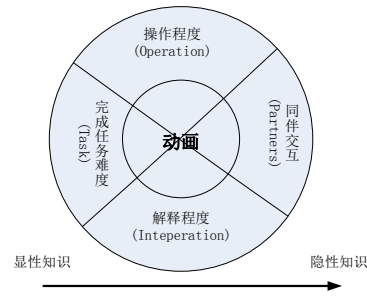 操作程度
(Operation)
完成任务难度
(Task)
动画
同伴交互
(Partners)
解释程度
(Inteperation)
显性知识
隐性知识